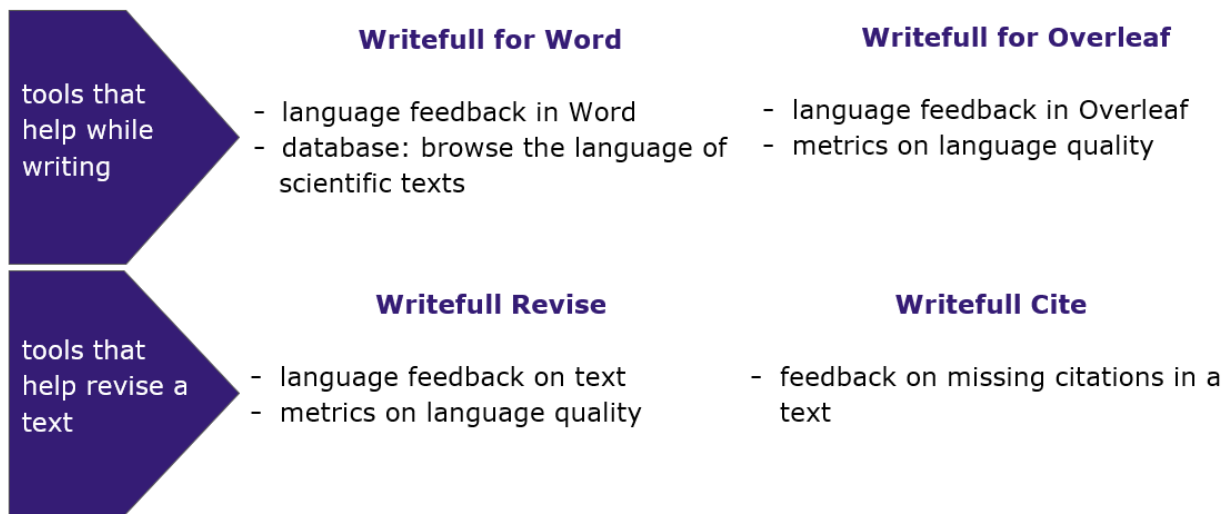 tools that
help while
writing
Writefull for Word
- language feedback in Word
- database: browse the language of
scientific texts
Writefull for Overleaf
- language feedback in Overleaf
- metrics on language quality
tools that
help revise a
text
Writefull Revise
- language feedback on text
- metrics on language quality
Writefull Cite
- feedback on missing citations in a
text